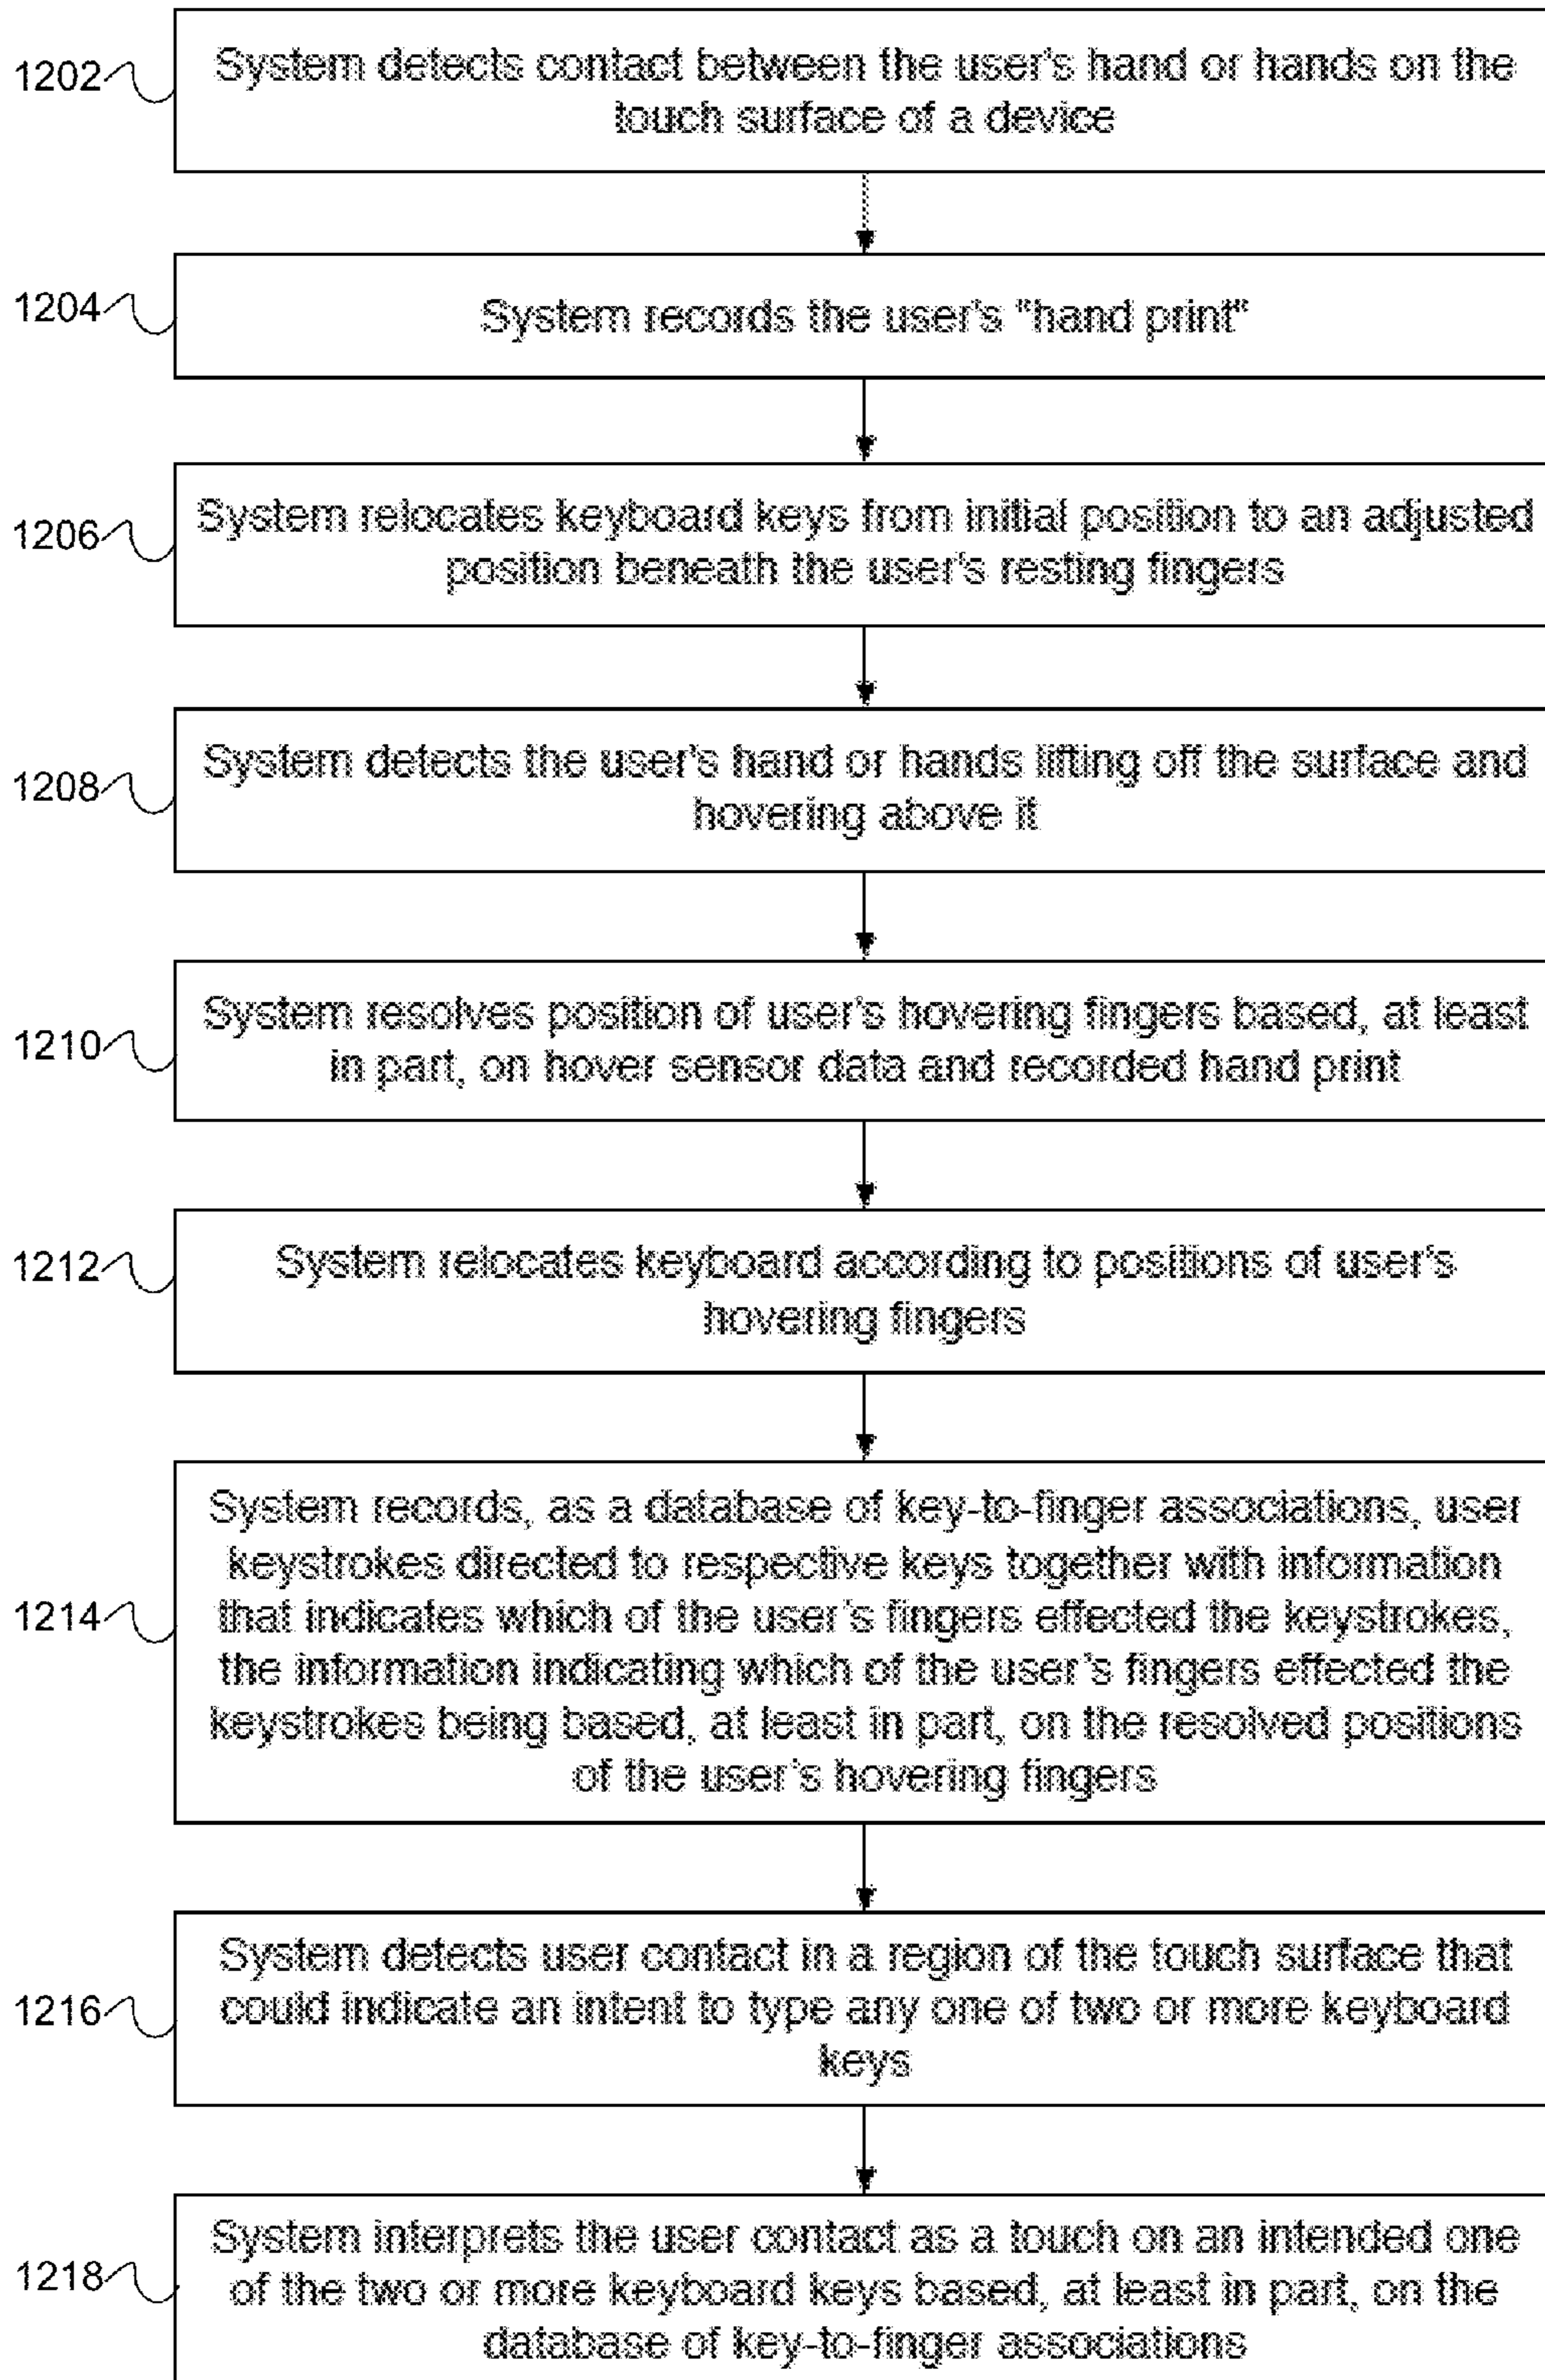 1202
System detects contact between the user's hand or hands on the
touch surface of a device
1204
System records the user's "hand print"
1206
System relocates keyboard keys from initial position to an adjusted
position beneath the user's resting fingers
1208
System detects the user's hand or hands lifting off the surface and
hovering above it
1210
System resolves position of user's hovering fingers based, at least
in part, on hover sensor data and recorded hand print
1212
System relocates keyboard according to positions of user's
hovering fingers
1214
System records, as a database of key-to-finger associations, user
keystrokes directed to respective keys together with information
that indicates which of the user's fingers effected the keystrokes,
the information indicating which of the user's fingers effected the
keystrokes being based, at least in part, on the resolved positions
of the user's hovering fingers
1216
System detects user contact in a region of the touch surface that
could indicate an intent to type any one of two or more keyboard
keys
1218
System interprets the user contact as a touch on an intended one
of the two or more keyboard keys based, at least in part, on the
database of key-to-finger associations